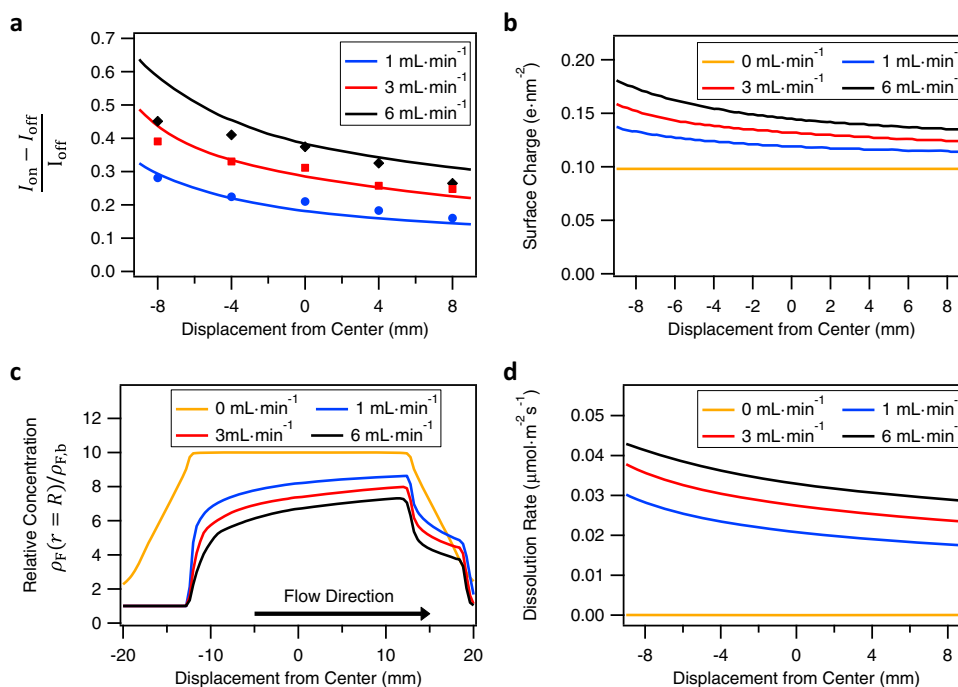 a
0.7
0.6
0.5
0.4
0.3
0.2
0.1
0.0
I_on − I_off
I_off
1 mL·min⁻¹
3 mL·min⁻¹
6 mL·min⁻¹
-8 -4 0 4 8
Displacement from Center (mm)
b
Surface Charge (e·nm⁻²)
0.20
0.15
0.10
0.05
0.00
0 mL·min⁻¹ 1 mL·min⁻¹
3 mL·min⁻¹ 6 mL·min⁻¹
-8 -6 -4 -2 0 2 4 6 8
Displacement from Center (mm)
c
Relative Concentration
ρ_F(r = R)/ρ_F,b
12
10
8
6
4
2
0
0 mL·min⁻¹ 1 mL·min⁻¹
3mL·min⁻¹ 6 mL·min⁻¹
Flow Direction
-20 -10 0 10 20
Displacement from Center (mm)
d
Dissolution Rate (μmol·m⁻²s⁻¹)
0.05
0.04
0.03
0.02
0.01
0.00
0 mL·min⁻¹ 1 mL·min⁻¹
3 mL·min⁻¹ 6 mL·min⁻¹
-8 -4 0 4 8
Displacement from Center (mm)